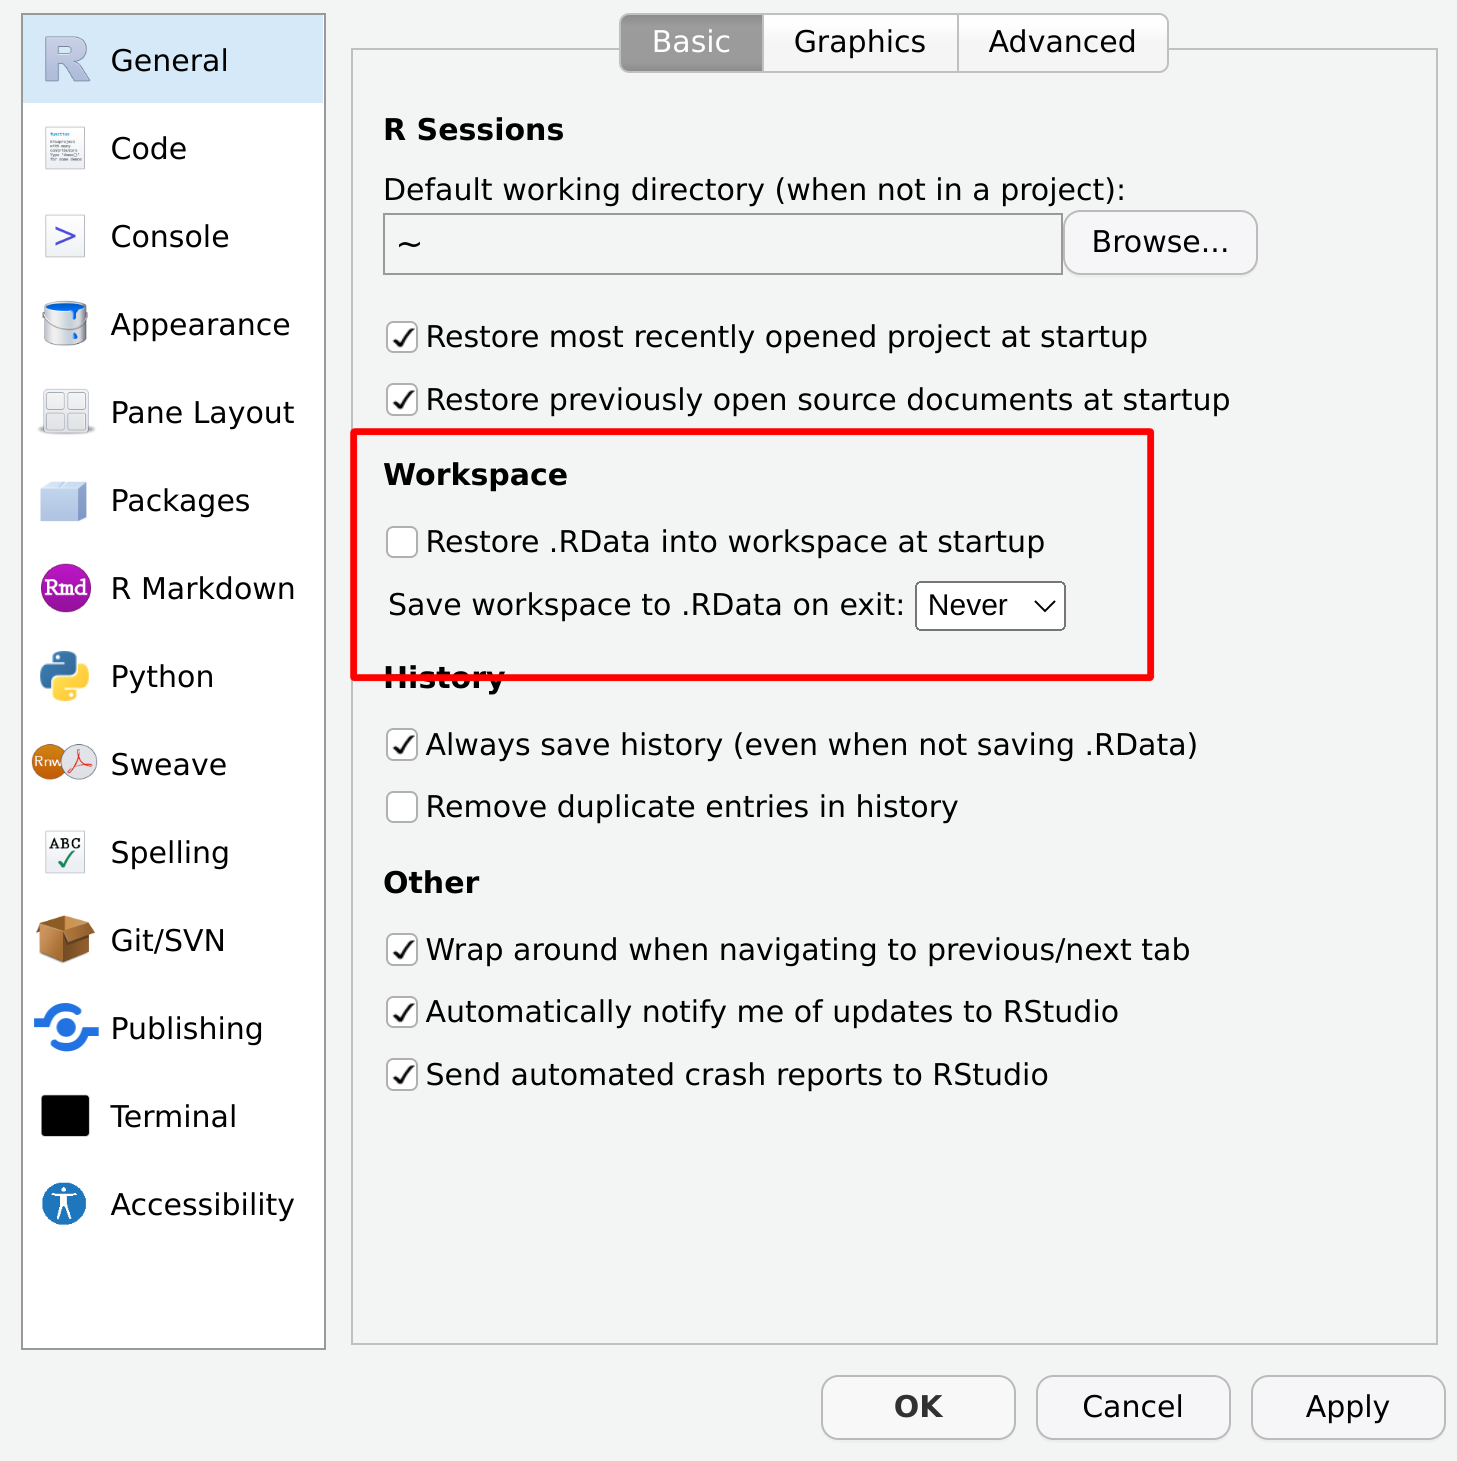 General
Code
Console
Appearance
Pane Layout
Packages
Rmd R Markdown
Python
Rnw Sweave
ABC Spelling
Git/SVN
Publishing
Terminal
Accessibility
Basic Graphics Advanced
R Sessions
Default working directory (when not in a project):
~ Browse...
Restore most recently opened project at startup
Restore previously open source documents at startup
Workspace
Restore .RData into workspace at startup
Save workspace to .RData on exit: Never
History
Always save history (even when not saving .RData)
Remove duplicate entries in history
Other
Wrap around when navigating to previous/next tab
Automatically notify me of updates to RStudio
Send automated crash reports to RStudio
OK Cancel Apply